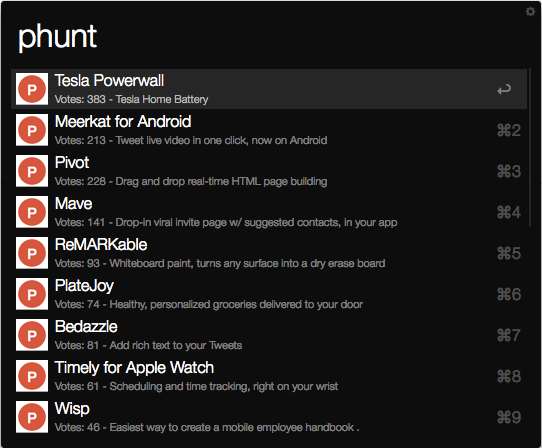 phunt
P
Tesla Powerwall
Votes: 383 - Tesla Home Battery
↩
P
Meerkat for Android
Votes: 213 - Tweet live video in one click, now on Android
⌘2
P
Pivot
Votes: 228 - Drag and drop real-time HTML page building
⌘3
P
Mave
Votes: 141 - Drop-in viral invite page w/ suggested contacts, in your app
⌘4
P
ReMARKable
Votes: 93 - Whiteboard paint, turns any surface into a dry erase board
⌘5
P
PlateJoy
Votes: 74 - Healthy, personalized groceries delivered to your door
⌘6
P
Bedazzle
Votes: 81 - Add rich text to your Tweets
⌘7
P
Timely for Apple Watch
Votes: 61 - Scheduling and time tracking, right on your wrist
⌘8
P
Wisp
Votes: 46 - Easiest way to create a mobile employee handbook .
⌘9